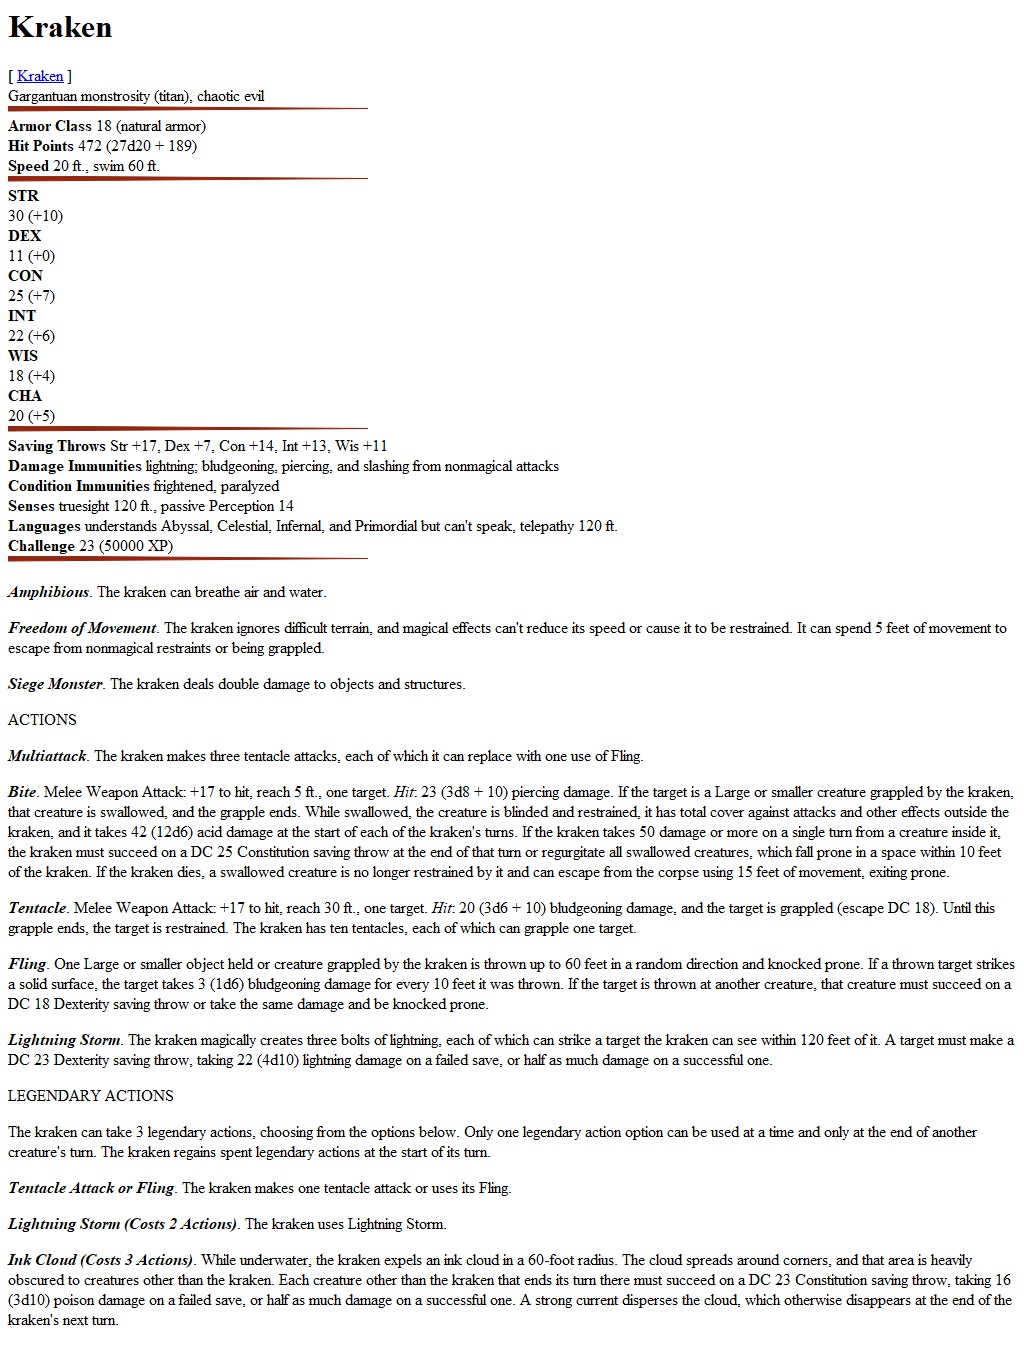 Kraken
[ Kraken ]
Gargantuan monstrosity (titan), chaotic evil
Armor Class 18 (natural armor)
Hit Points 472 (27d20 + 189)
Speed 20 ft., swim 60 ft.
STR
30 (+10)
DEX
11 (+0)
CON
25 (+7)
INT
22 (+6)
WIS
18 (+4)
CHA
20 (+5)
Saving Throws Str +17, Dex +7, Con +14, Int +13, Wis +11
Damage Immunities lightning; bludgeoning, piercing, and slashing from nonmagical attacks
Condition Immunities frightened, paralyzed
Senses truesight 120 ft., passive Perception 14
Languages understands Abyssal, Celestial, Infernal, and Primordial but can't speak, telepathy 120 ft.
Challenge 23 (50000 XP)
Amphibious. The kraken can breathe air and water.
Freedom of Movement. The kraken ignores difficult terrain, and magical effects can't reduce its speed or cause it to be restrained. It can spend 5 feet of movement to
escape from nonmagical restraints or being grappled.
Siege Monster. The kraken deals double damage to objects and structures.
ACTIONS
Multiattack. The kraken makes three tentacle attacks, each of which it can replace with one use of Fling.
Bite. Melee Weapon Attack: +17 to hit, reach 5 ft., one target. Hit: 23 (3d8 + 10) piercing damage. If the target is a Large or smaller creature grappled by the kraken,
that creature is swallowed, and the grapple ends. While swallowed, the creature is blinded and restrained, it has total cover against attacks and other effects outside the
kraken, and it takes 42 (12d6) acid damage at the start of each of the kraken's turns. If the kraken takes 50 damage or more on a single turn from a creature inside it,
the kraken must succeed on a DC 25 Constitution saving throw at the end of that turn or regurgitate all swallowed creatures, which fall prone in a space within 10 feet
of the kraken. If the kraken dies, a swallowed creature is no longer restrained by it and can escape from the corpse using 15 feet of movement, exiting prone.
Tentacle. Melee Weapon Attack: +17 to hit, reach 30 ft., one target. Hit: 20 (3d6 + 10) bludgeoning damage, and the target is grappled (escape DC 18). Until this
grapple ends, the target is restrained. The kraken has ten tentacles, each of which can grapple one target.
Fling. One Large or smaller object held or creature grappled by the kraken is thrown up to 60 feet in a random direction and knocked prone. If a thrown target strikes
a solid surface, the target takes 3 (1d6) bludgeoning damage for every 10 feet it was thrown. If the target is thrown at another creature, that creature must succeed on a
DC 18 Dexterity saving throw or take the same damage and be knocked prone.
Lightning Storm. The kraken magically creates three bolts of lightning, each of which can strike a target the kraken can see within 120 feet of it. A target must make a
DC 23 Dexterity saving throw, taking 22 (4d10) lightning damage on a failed save, or half as much damage on a successful one.
LEGENDARY ACTIONS
The kraken can take 3 legendary actions, choosing from the options below. Only one legendary action option can be used at a time and only at the end of another
creature's turn. The kraken regains spent legendary actions at the start of its turn.
Tentacle Attack or Fling. The kraken makes one tentacle attack or uses its Fling.
Lightning Storm (Costs 2 Actions). The kraken uses Lightning Storm.
Ink Cloud (Costs 3 Actions). While underwater, the kraken expels an ink cloud in a 60-foot radius. The cloud spreads around corners, and that area is heavily
obscured to creatures other than the kraken. Each creature other than the kraken that ends its turn there must succeed on a DC 23 Constitution saving throw, taking 16
(3d10) poison damage on a failed save, or half as much damage on a successful one. A strong current disperses the cloud, which otherwise disappears at the end of the
kraken's next turn.